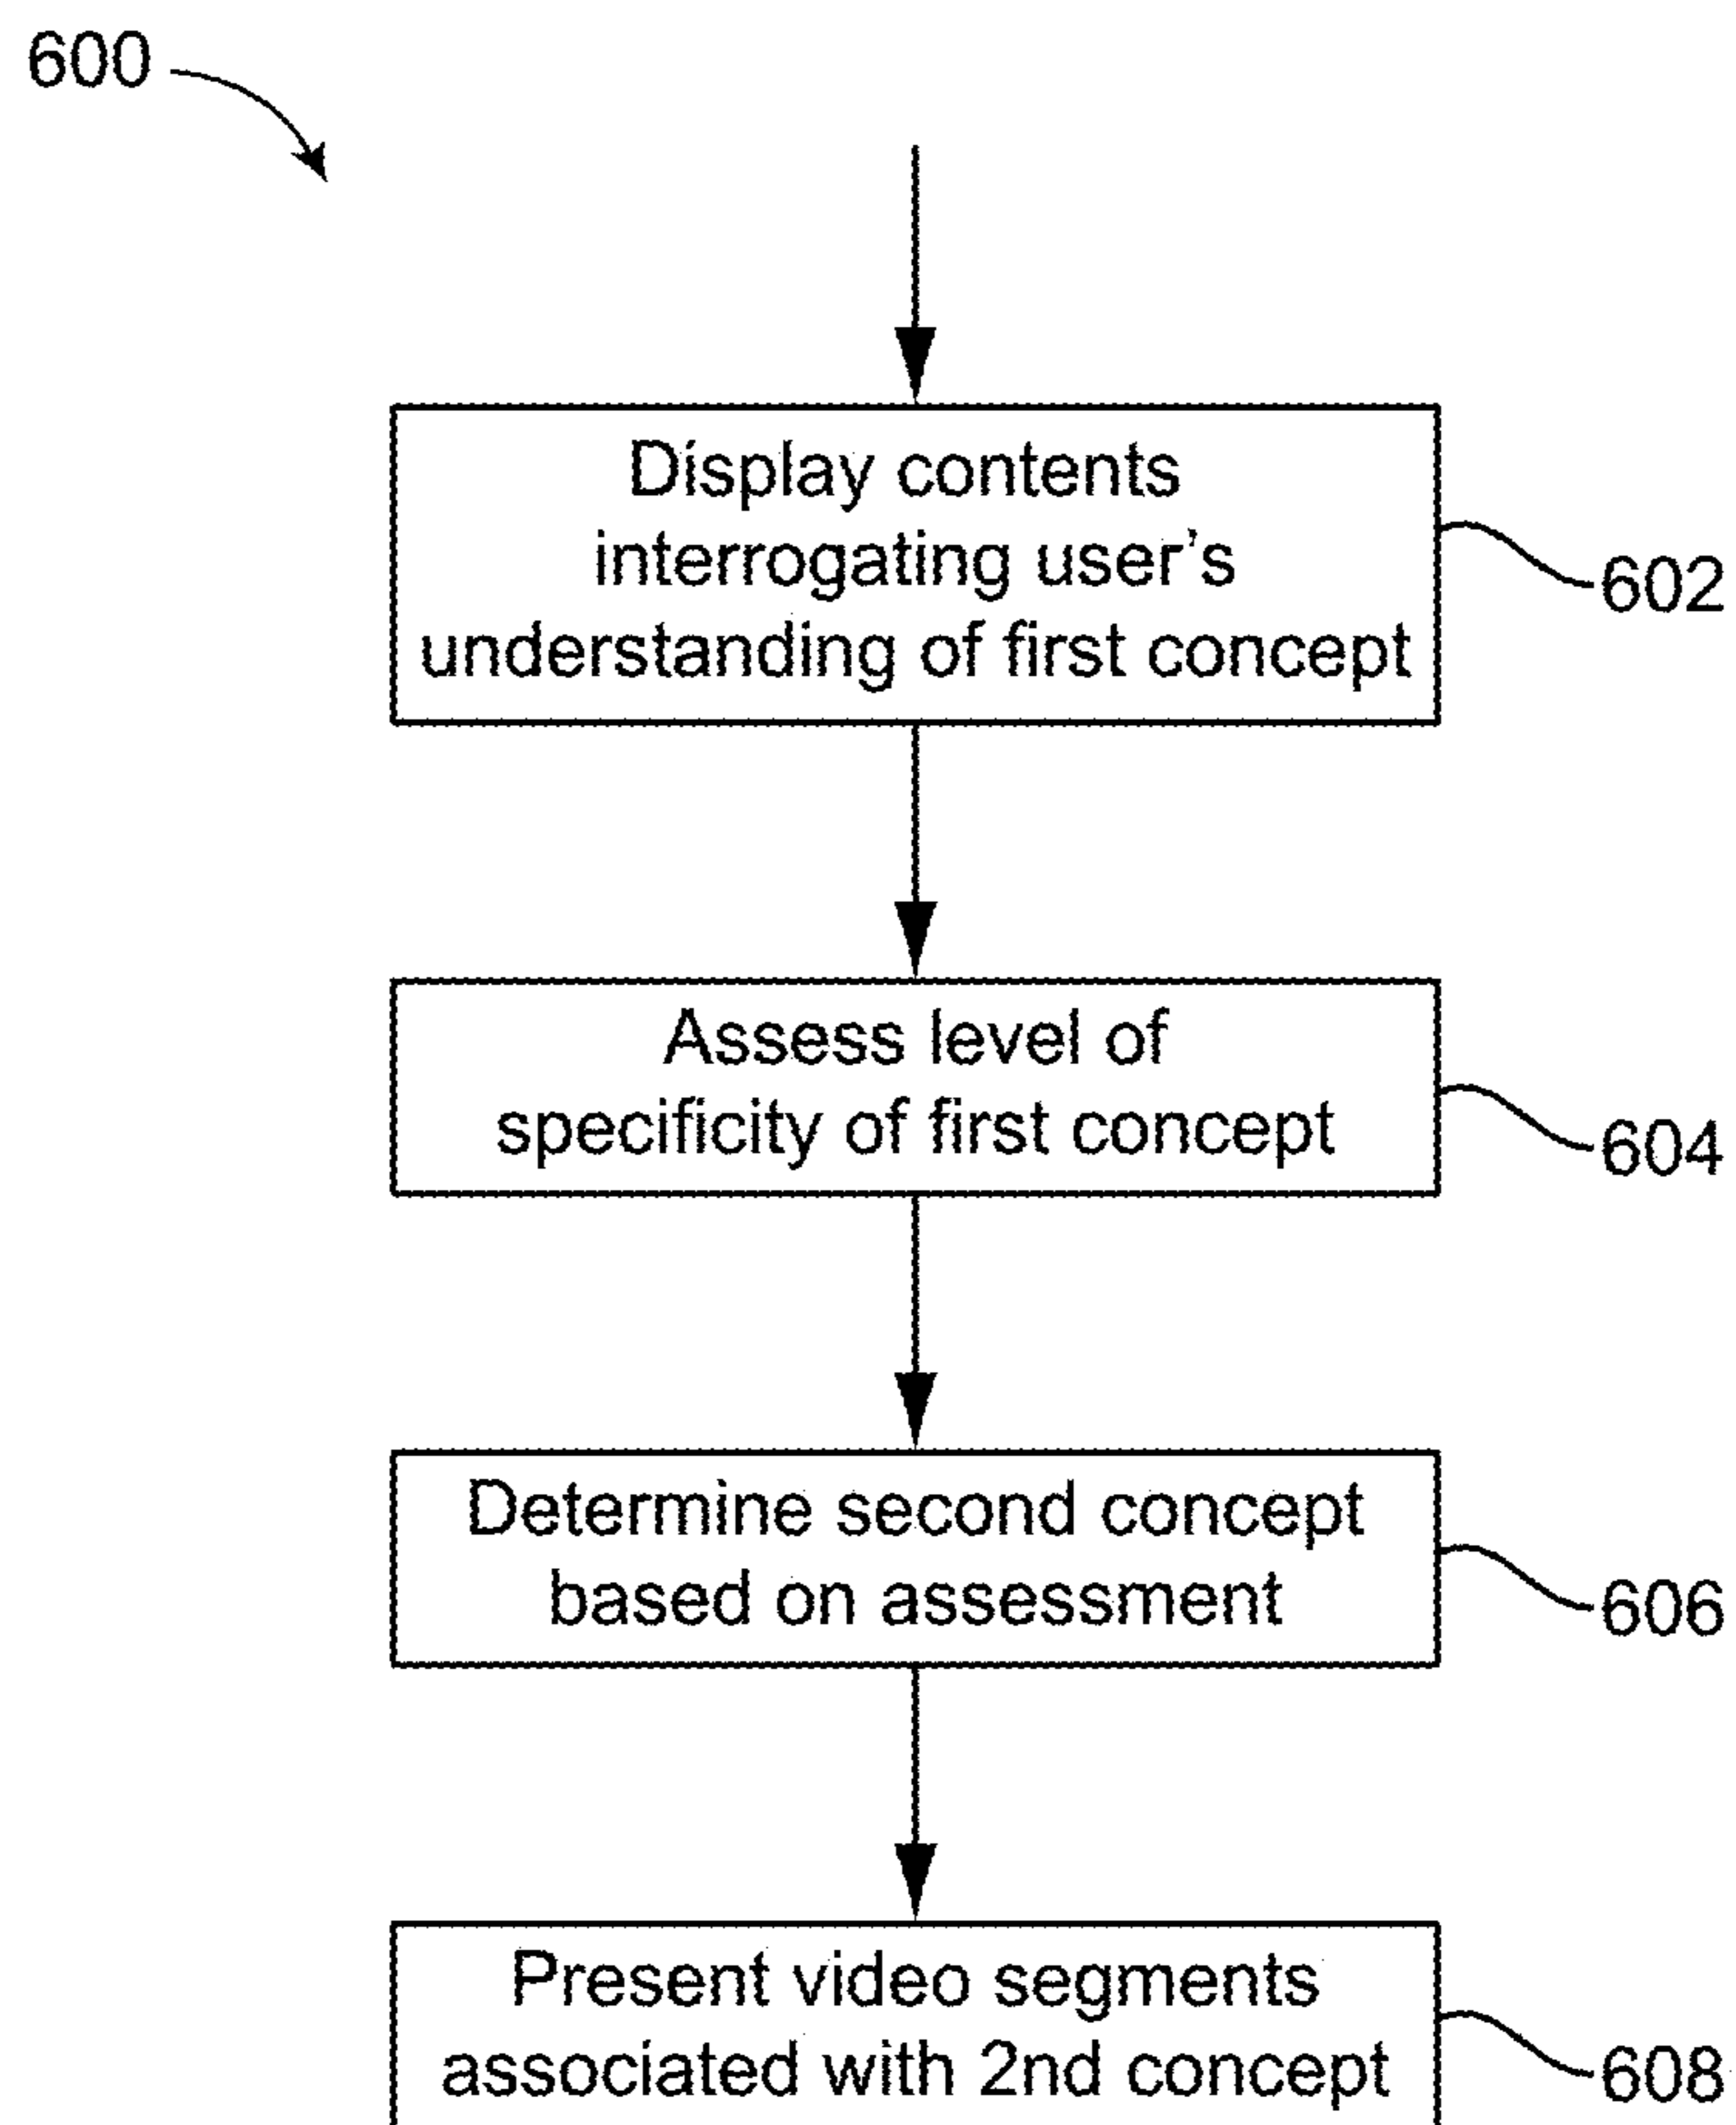 600
Display contents
interrogating user's
understanding of first concept
602
Assess level of
specificity of first concept
604
Determine second concept
based on assessment
606
Present video segments
associated with 2nd concept
608